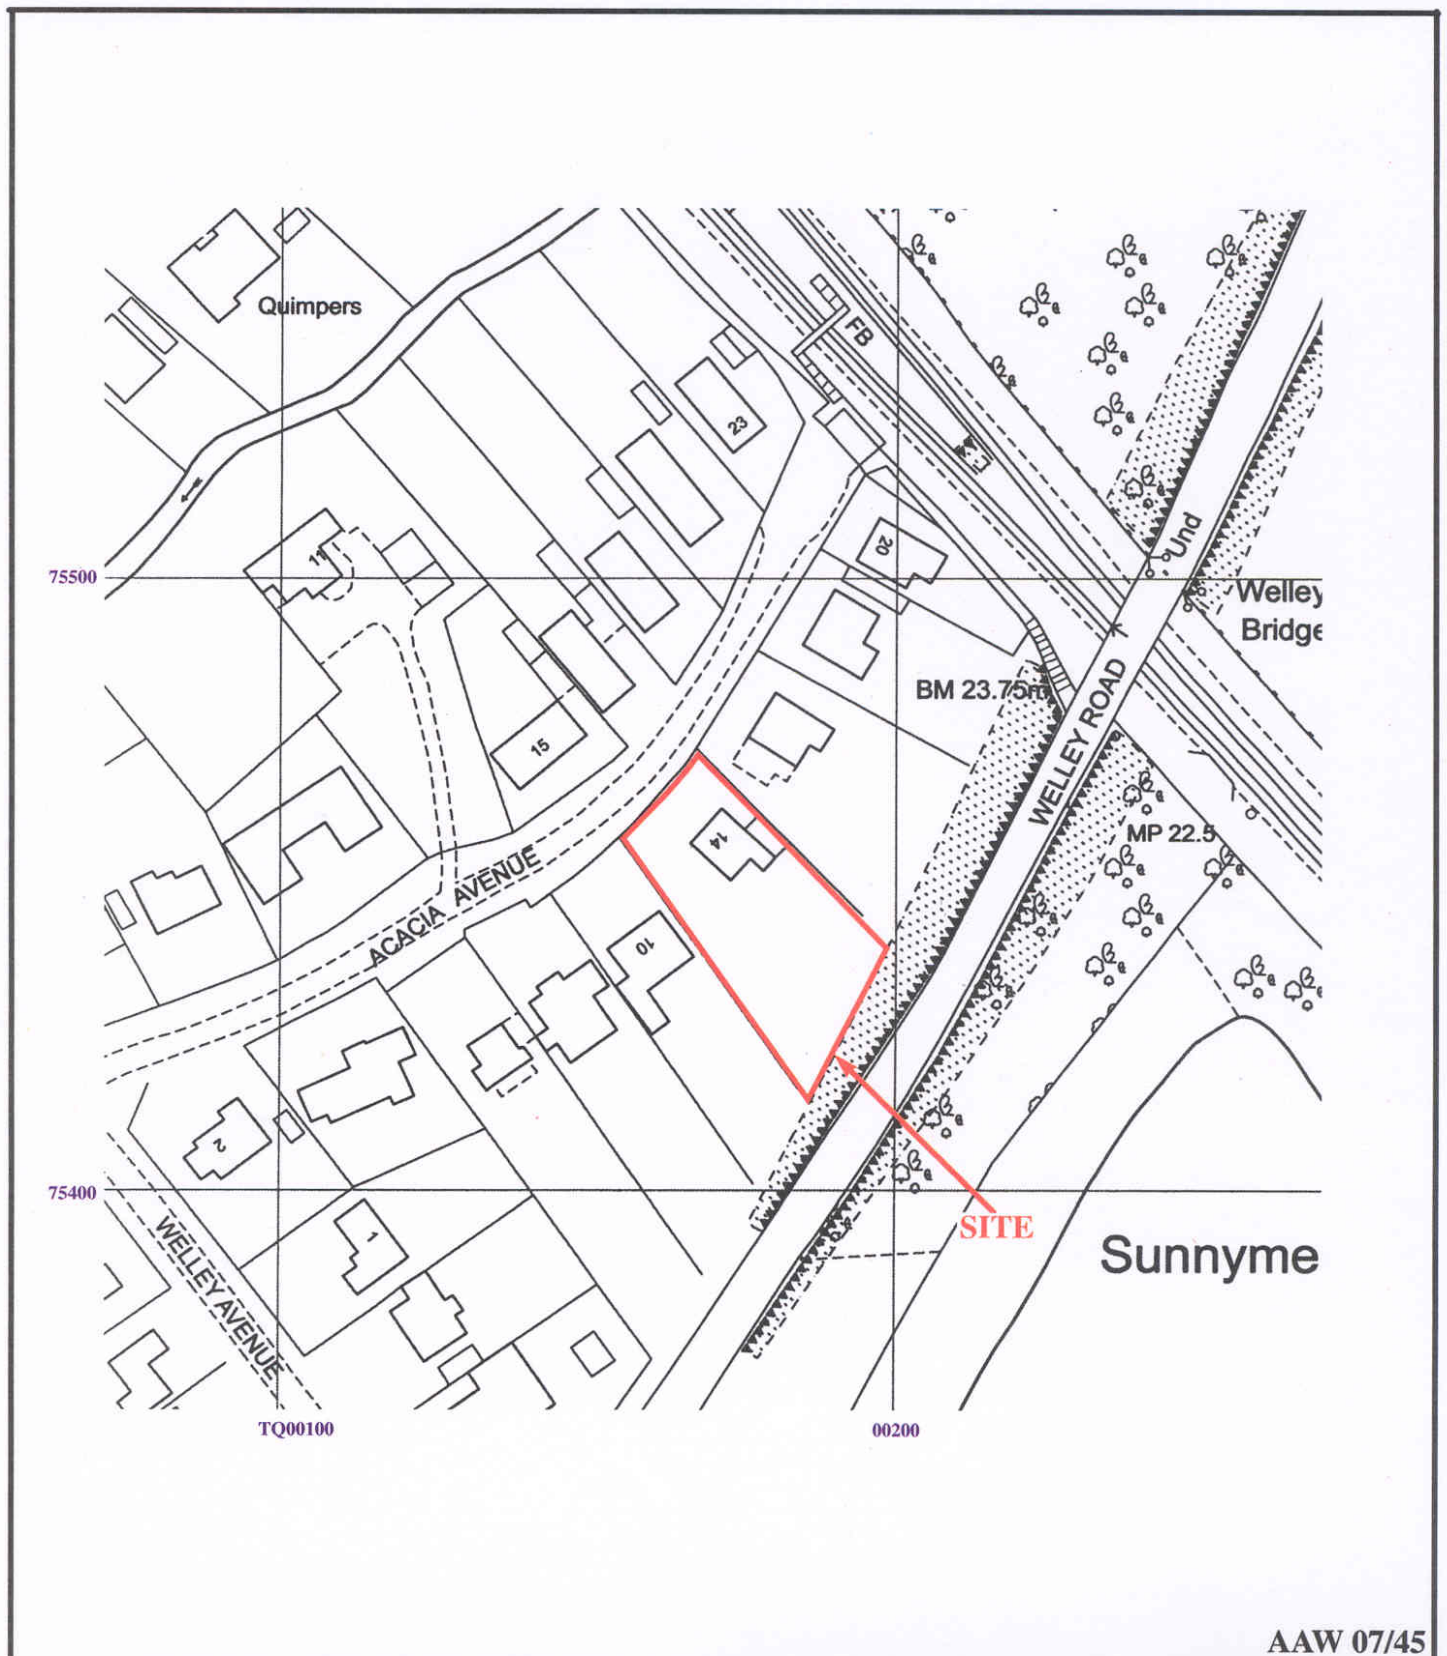 Quimpers
FB
23
11
20
Und
75500
Welley
Bridge
BM 23.75m
WELLEY ROAD
15
14
MP 22.5
ACACIA AVENUE
10
2
75400
SITE
1
Sunnyme
WELLEY AVENUE
TQ00100
00200
AAW 07/45